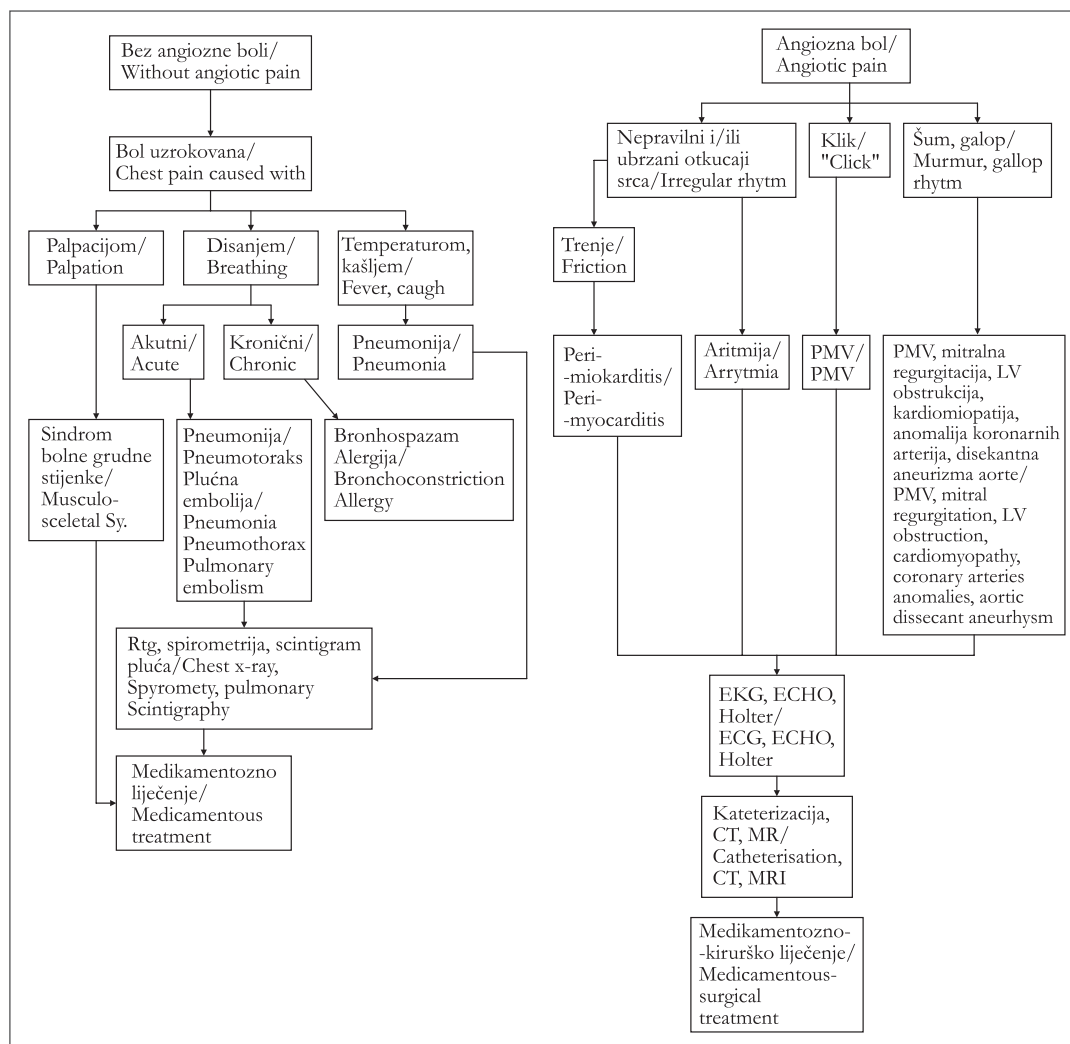 Bez angiozne boli/
Without angiotic pain
Bol uzrokovana/
Chest pain caused with
Palpacijom/
Palpation
Disanjem/
Breathing
Temperaturom,
kašljem/
Fever, caugh
Akutni/
Acute
Kronični/
Chronic
Pneumonija/
Pneumonia
Sindrom
bolne grudne
stijenke/
Musculo-
sceletal Sy.
Pneumonija/
Pneumotoraks
Plućna
embolija/
Pneumonia
Pneumothorax
Pulmonary
embolism
Bronhospazam
Alergija/
Bronchoconstriction
Allergy
Rtg, spirometrija, scintigram
pluća/Chest x-ray,
Spyromety, pulmonary
Scintigraphy
Medikamentozno
liječenje/
Medicamentous
treatment
Angiozna bol/
Angiotic pain
Nepravilni i/ili
ubrzani otkucaji
srca/Irregular rhytm
Klik/
"Click"
Šum, galop/
Murmur, gallop
rhytm
Trenje/
Friction
Peri-
-miokarditis/
Peri-
-myocarditis
Aritmija/
Arrytmia
PMV/
PMV
PMV, mitralna
regurgitacija, LV
obstrukcija,
kardiomiopatija,
anomalija koronarnih
arterija, disekantna
aneurizma aorte/
PMV, mitral
regurgitation, LV
obstruction,
cardiomyopathy,
coronary arteries
anomalies, aortic
dissecant aneurhysm
EKG, ECHO,
Holter/
ECG, ECHO,
Holter
Kateterizacija,
CT, MR/
Catheterisation,
CT, MRI
Medikamentozno-
-kirurško liječenje/
Medicamentous-
surgical
treatment